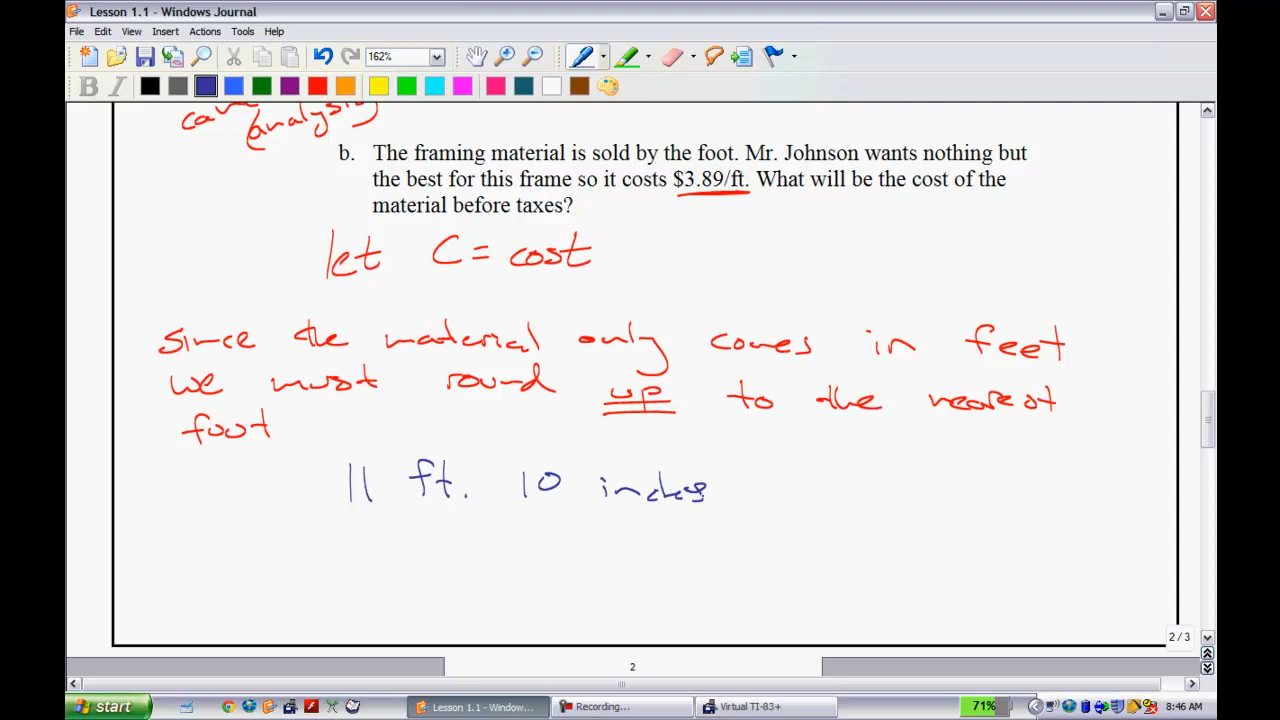 Lesson 1.1 - Windows Journal
File Edit View Insert Actions Tools Help
162%
B I
can analysis
b. The framing material is sold by the foot. Mr. Johnson wants nothing but
the best for this frame so it costs $3.89/ft. What will be the cost of the
material before taxes?
let C = cost
since the material only comes in feet
we must round up to the nearest
foot
11 ft. 10 inches
2/3
2
start
Lesson 1.1 - Window...
Recording...
Virtual TI-83+
71%
8:46 AM